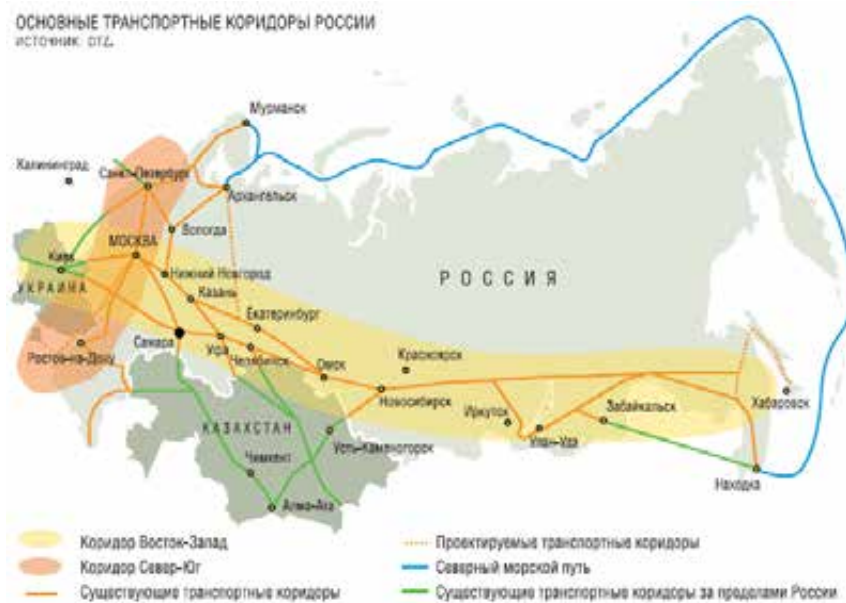 ОСНОВНЫЕ ТРАНСПОРТНЫЕ КОРИДОРЫ РОССИИ
ИСТОЧНИК: DTZ.
Мурманск
Калининград
Санкт-Петербург
Архангельск
Вологда
МОСКВА
Киев
УКРАИНА
Нижний Новгород
Казань
РОССИЯ
Екатеринбург
Самара
Уфа
Ростов-на-Дону
Челябинск
Омск
Красноярск
Новосибирск
Иркутск
Забайкальск
Хабаровск
Улан-Удэ
КАЗАХСТАН
Усть-Каменогорск
Чимкент
Находка
Алма-Ата
Коридор Восток-Запад
Коридор Север-Юг
Существующие транспортные коридоры
Проектируемые транспортные коридоры
Северный морской путь
Существующие транспортные коридоры за пределами России